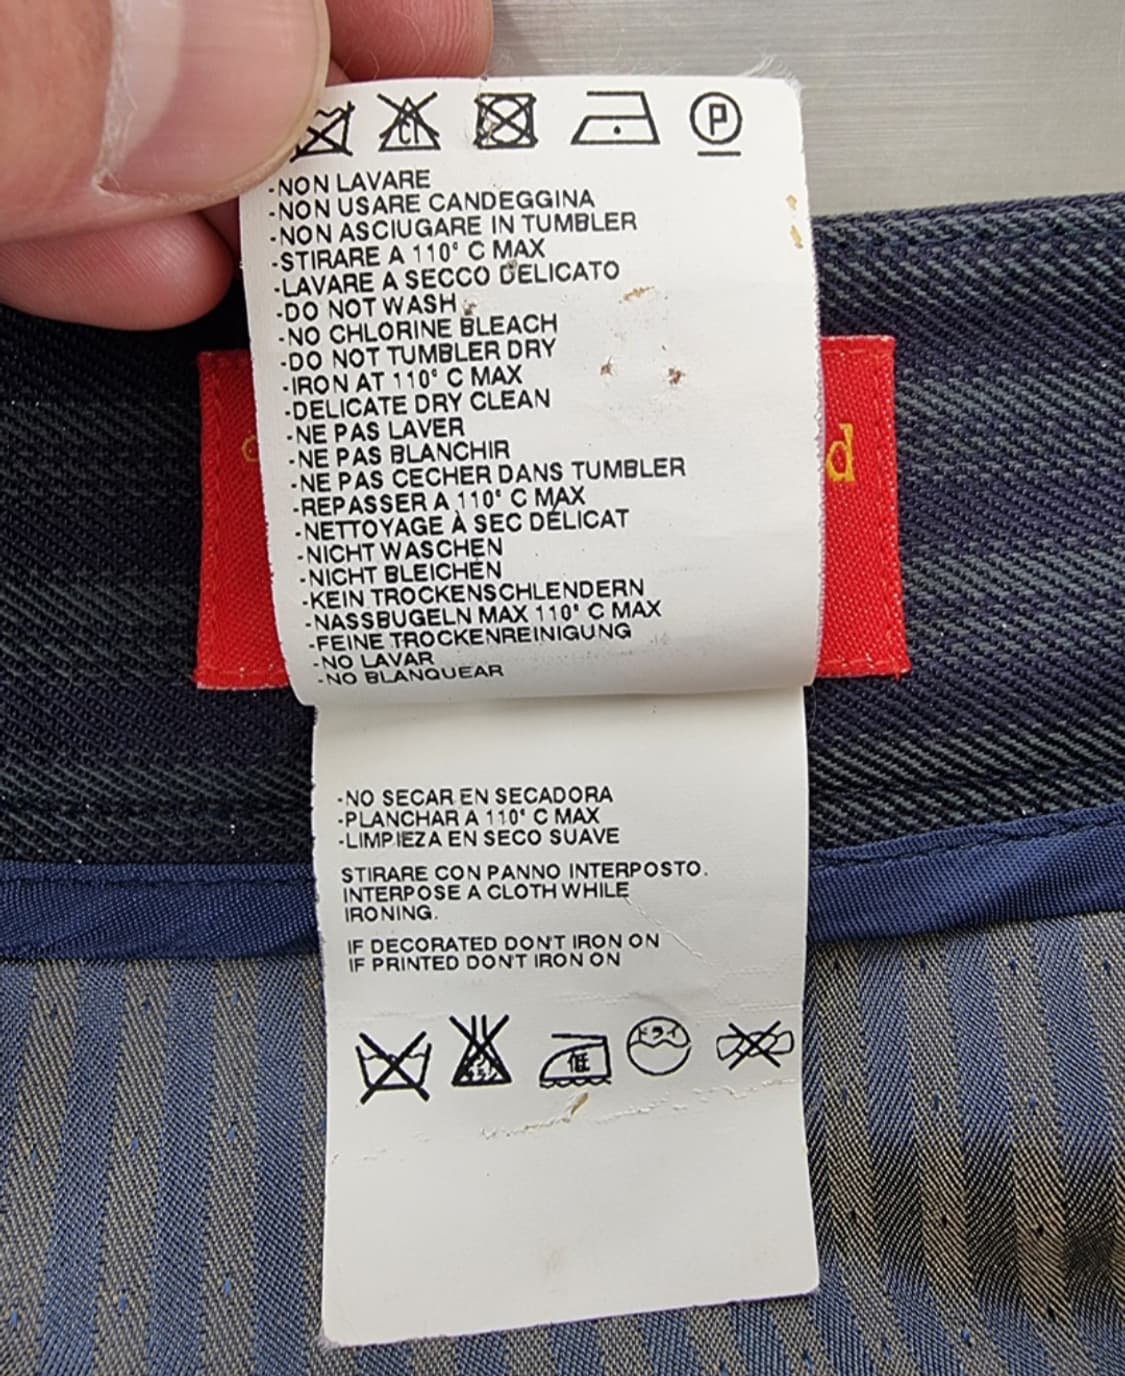 CL
P
-NON LAVARE
-NON USARE CANDEGGINA
-NON ASCIUGARE IN TUMBLER
-STIRARE A 110° C MAX
-LAVARE A SECCO DELICATO
-DO NOT WASH
-NO CHLORINE BLEACH
-DO NOT TUMBLER DRY
-IRON AT 110° C MAX
-DELICATE DRY CLEAN
-NE PAS LAVER
-NE PAS BLANCHIR
-NE PAS CECHER DANS TUMBLER
-REPASSER A 110° C MAX
-NETTOYAGE À SEC DÉLICAT
-NICHT WASCHEN
-NICHT BLEICHEN
-KEIN TROCKENSCHLENDERN
-NASSBUGELN MAX 110° C MAX
-FEINE TROCKENREINIGUNG
-NO LAVAR
-NO BLANQUEAR
d
-NO SECAR EN SECADORA
-PLANCHAR A 110° C MAX
-LIMPIEZA EN SECO SUAVE
STIRARE CON PANNO INTERPOSTO.
INTERPOSE A CLOTH WHILE
IRONING.
IF DECORATED DON'T IRON ON
IF PRINTED DON'T IRON ON
低
ドライ